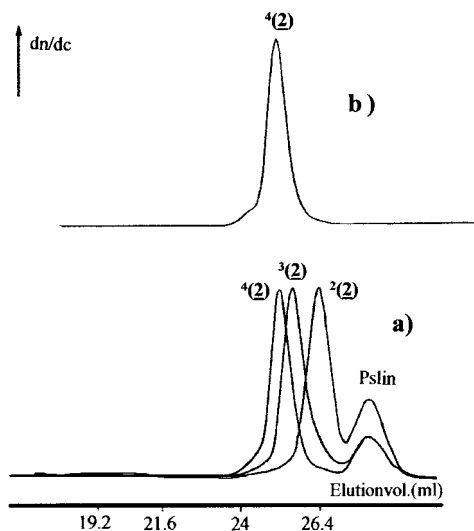 ⁴(2)
dn/dc
b)
³(2)
⁴(2) ²(2)
a)
Pslin
Elutionvol.(ml)
19.2 21.6 24 26.4